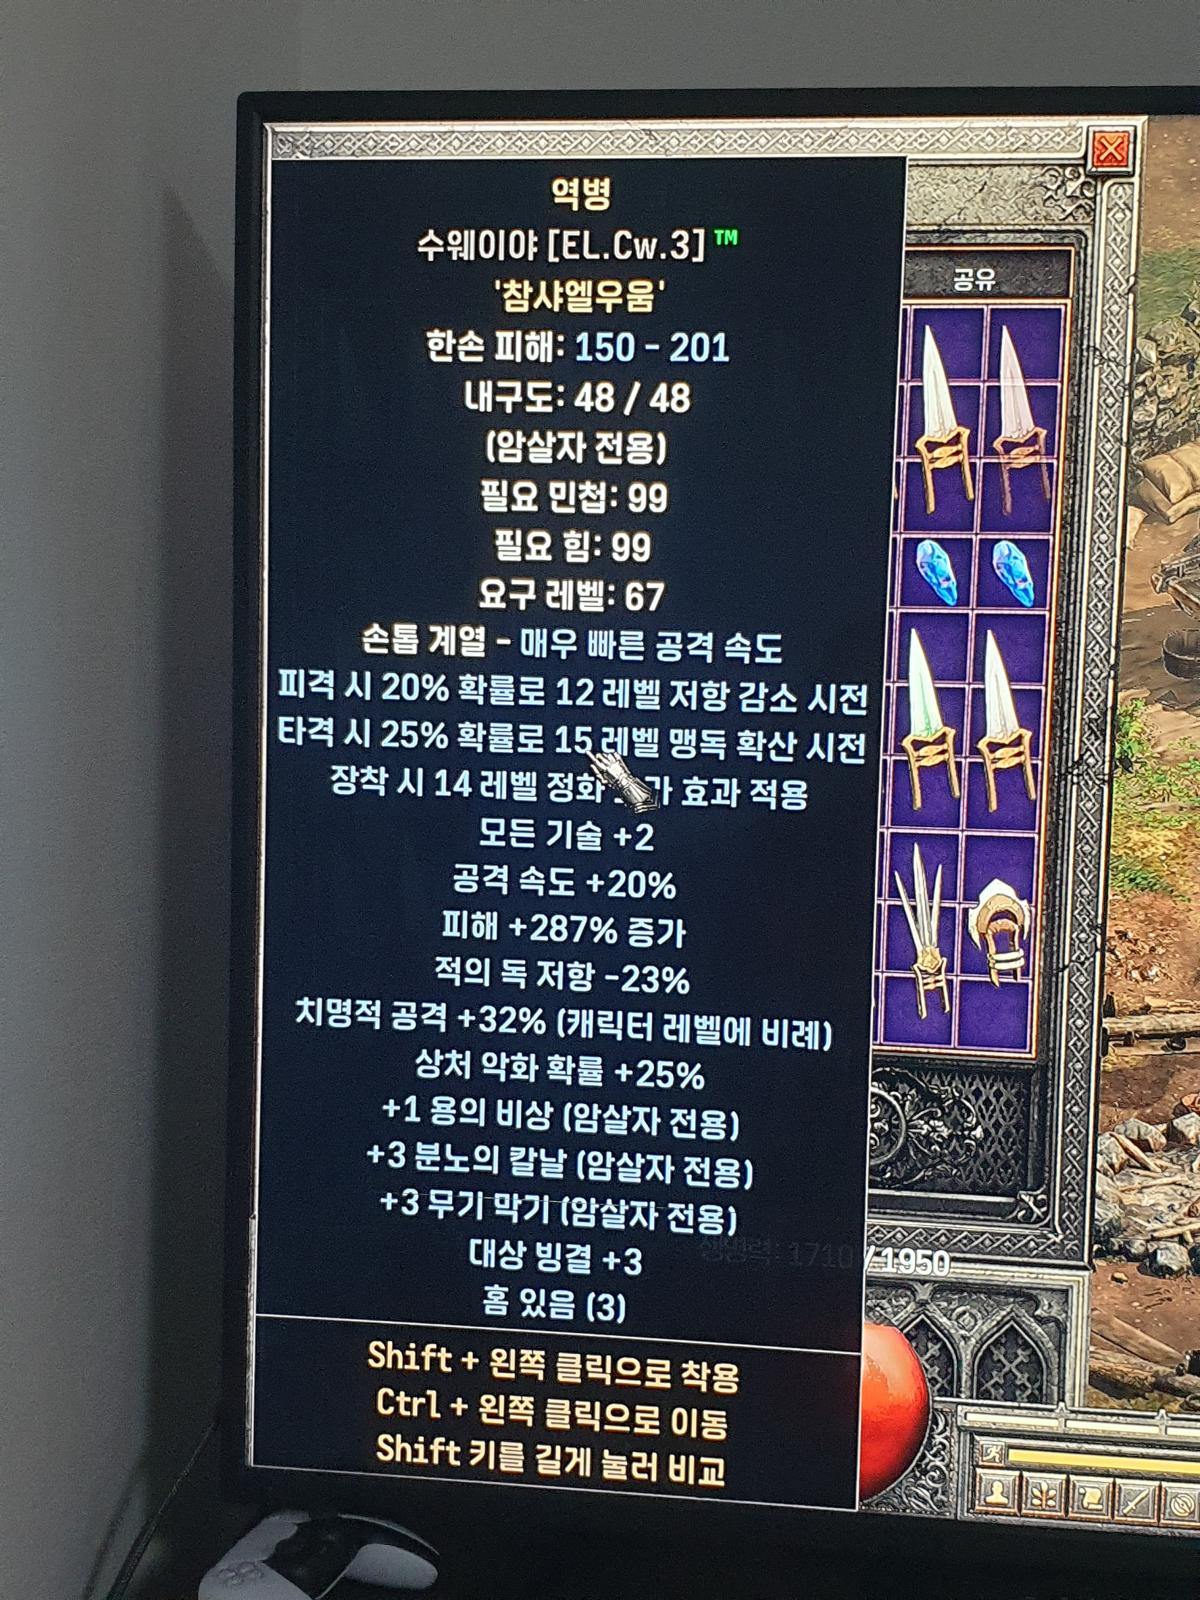 역병
수웨이야 [EL.Cw.3]™
'참샤엘우움'
한손 피해: 150 - 201
내구도: 48 / 48
(암살자 전용)
필요 민첩: 99
필요 힘: 99
요구 레벨: 67
손톱 계열 - 매우 빠른 공격 속도
피격 시 20% 확률로 12 레벨 저항 감소 시전
타격 시 25% 확률로 15 레벨 맹독 확산 시전
장착 시 14 레벨 정화 효과 적용
모든 기술 +2
공격 속도 +20%
피해 +287% 증가
적의 독 저항 -23%
치명적 공격 +32% (캐릭터 레벨에 비례)
상처 악화 확률 +25%
+1 용의 비상 (암살자 전용)
+3 분노의 칼날 (암살자 전용)
+3 무기 막기 (암살자 전용)
대상 빙결 +3
홈 있음 (3)
Shift + 왼쪽 클릭으로 착용
Ctrl + 왼쪽 클릭으로 이동
Shift 키를 길게 눌러 비교
공유
생명력: 1710 / 1950